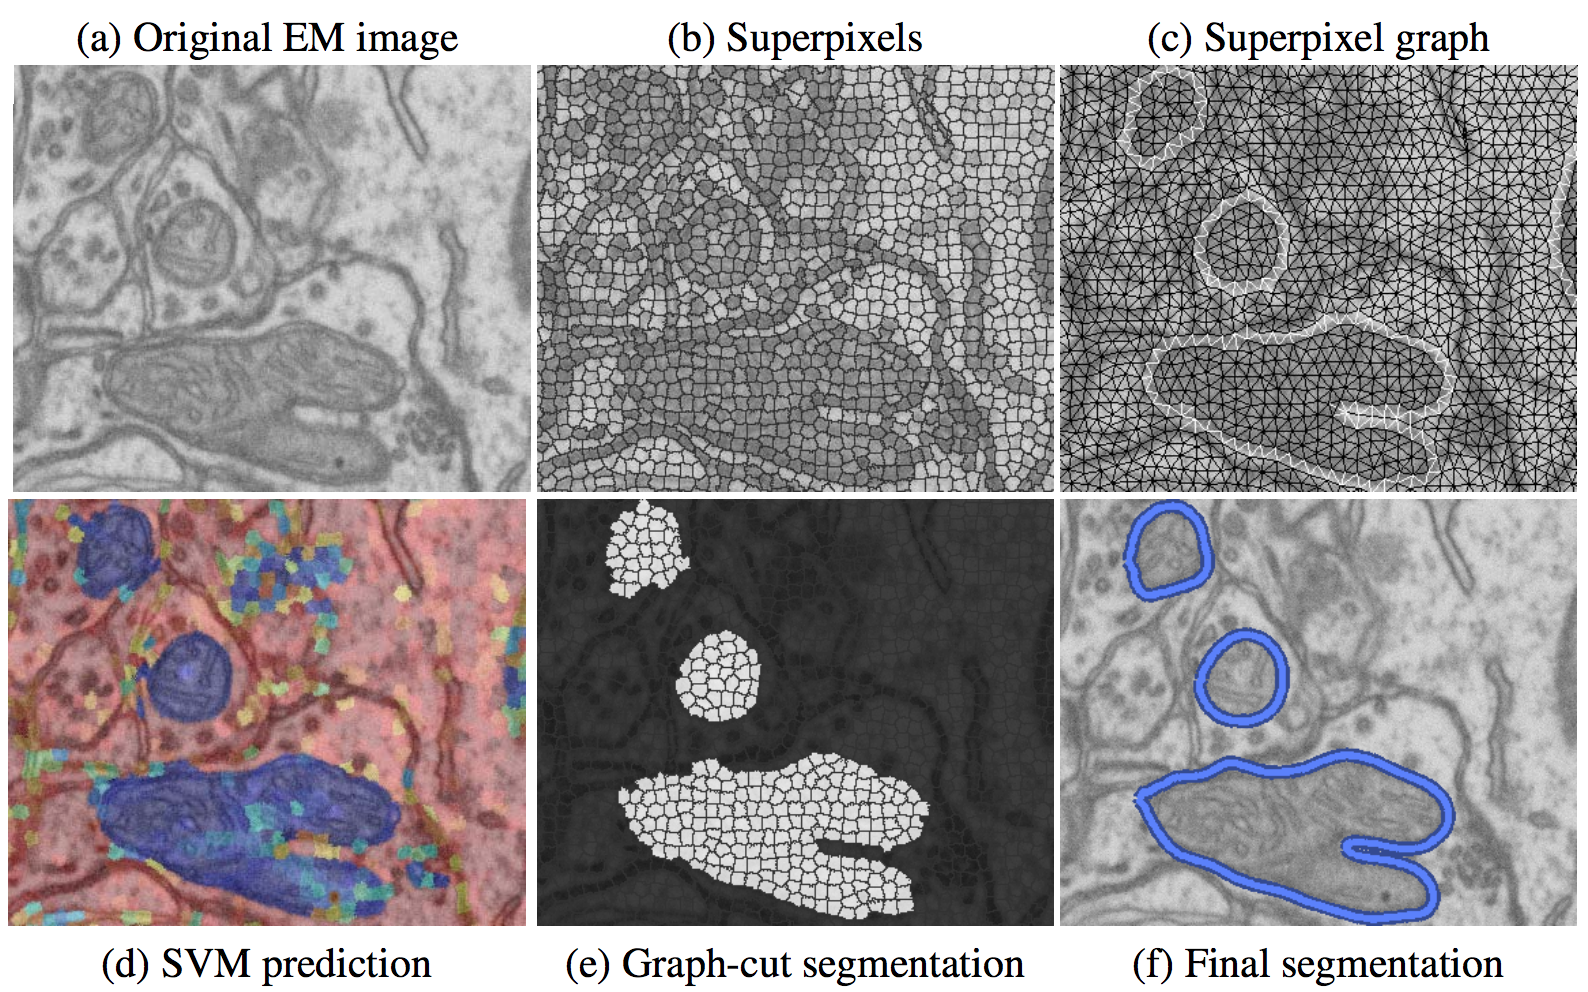 (a) Original EM image
(b) Superpixels
(c) Superpixel graph
(d) SVM prediction
(e) Graph-cut segmentation
(f) Final segmentation